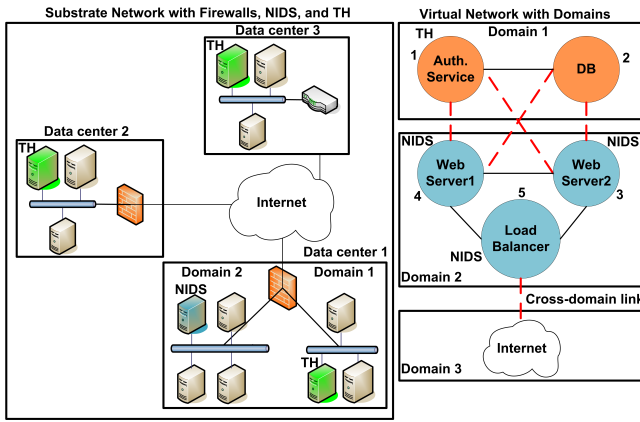 Substrate Network with Firewalls, NIDS, and TH
Data center 3
TH
Data center 2
TH
Internet
Data center 1
Domain 2
Domain 1
NIDS
TH
Virtual Network with Domains
TH
Domain 1
1
2
Auth.
Service
DB
NIDS
NIDS
Web
Server1
Web
Server2
4
5
3
Load
Balancer
NIDS
Domain 2
Cross-domain link
Internet
Domain 3